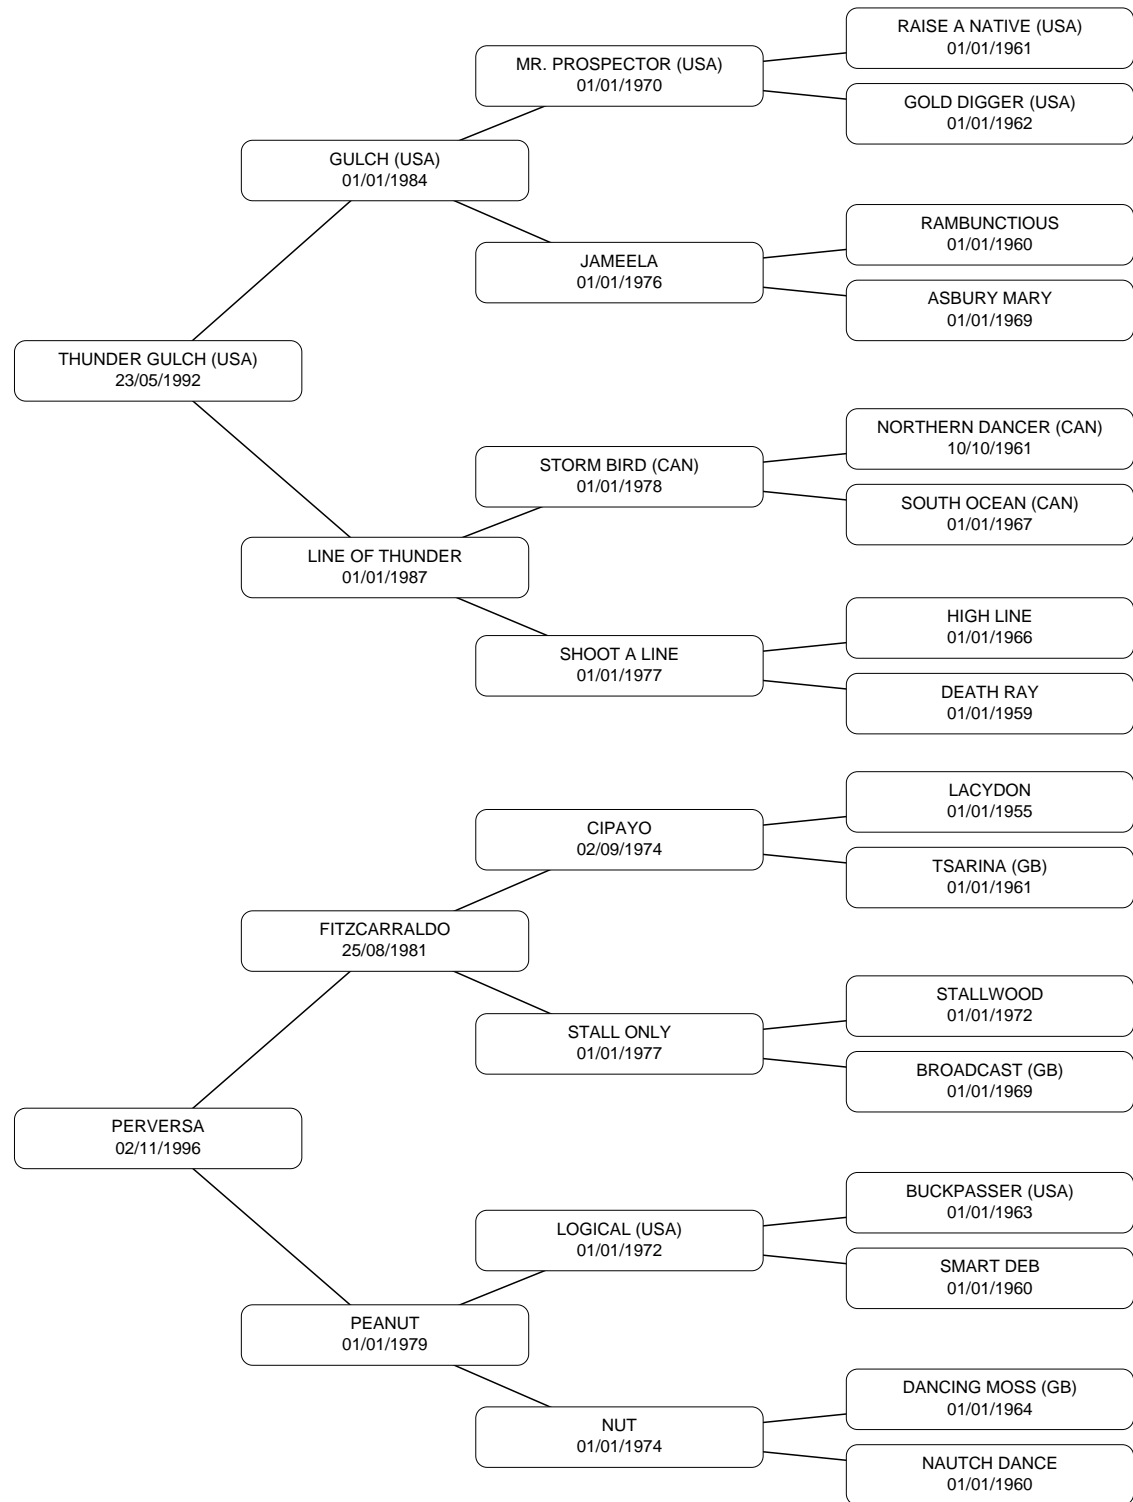 RAISE A NATIVE (USA)
01/01/1961
MR. PROSPECTOR (USA)
01/01/1970
GOLD DIGGER (USA)
01/01/1962
GULCH (USA)
01/01/1984
RAMBUNCTIOUS
01/01/1960
JAMEELA
01/01/1976
ASBURY MARY
01/01/1969
THUNDER GULCH (USA)
23/05/1992
NORTHERN DANCER (CAN)
10/10/1961
STORM BIRD (CAN)
01/01/1978
SOUTH OCEAN (CAN)
01/01/1967
LINE OF THUNDER
01/01/1987
HIGH LINE
01/01/1966
SHOOT A LINE
01/01/1977
DEATH RAY
01/01/1959
LACYDON
01/01/1955
CIPAYO
02/09/1974
TSARINA (GB)
01/01/1961
FITZCARRALDO
25/08/1981
STALLWOOD
01/01/1972
STALL ONLY
01/01/1977
BROADCAST (GB)
01/01/1969
PERVERSA
02/11/1996
BUCKPASSER (USA)
01/01/1963
LOGICAL (USA)
01/01/1972
SMART DEB
01/01/1960
PEANUT
01/01/1979
DANCING MOSS (GB)
01/01/1964
NUT
01/01/1974
NAUTCH DANCE
01/01/1960